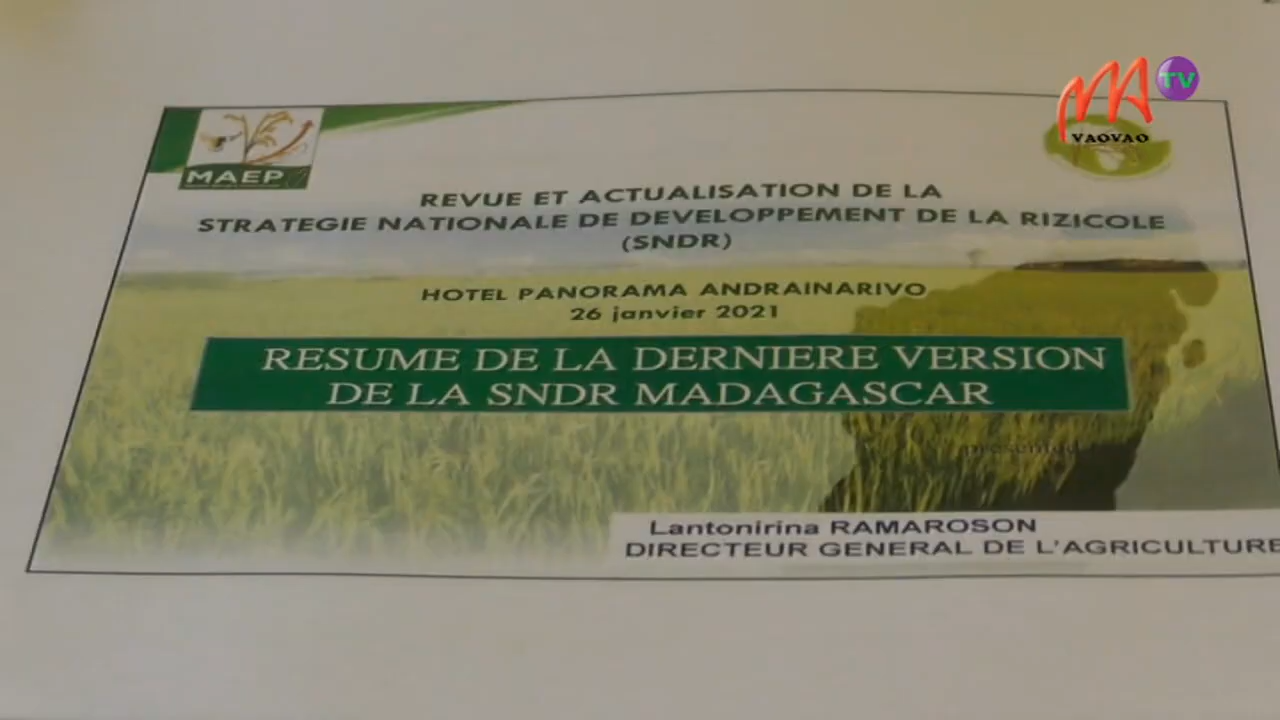 MA TV
VAOVAO
MAEP
REVUE ET ACTUALISATION DE LA
STRATEGIE NATIONALE DE DEVELOPPEMENT DE LA RIZICOLE
(SNDR)
HOTEL PANORAMA ANDRAINARIVO
26 janvier 2021
RESUME DE LA DERNIERE VERSION
DE LA SNDR MADAGASCAR
presented
Lantonirina RAMAROSON
DIRECTEUR GENERAL DE L'AGRICULTURE